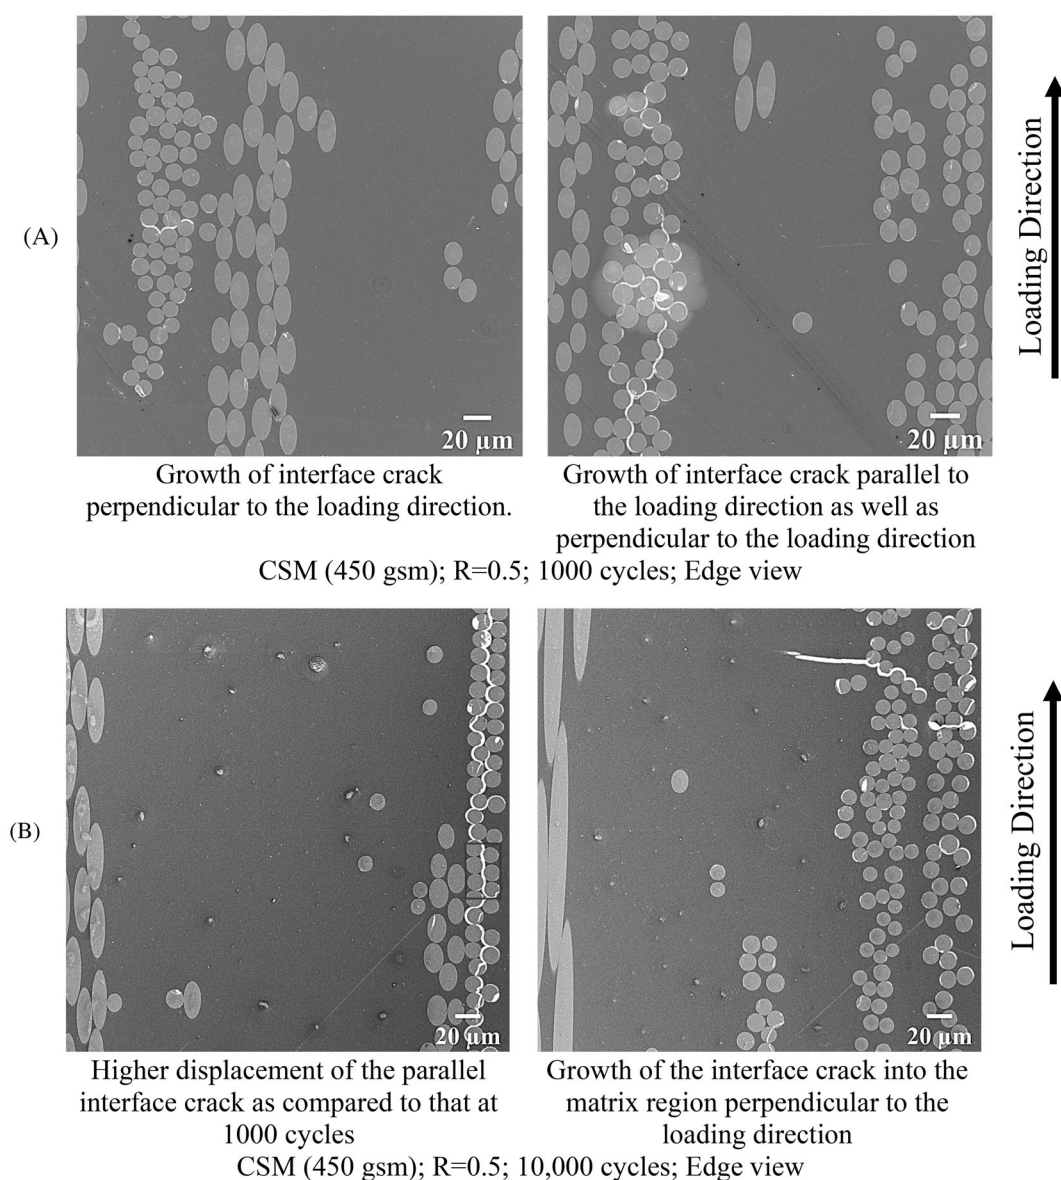 (A)
20 µm
20 µm
Loading Direction
Growth of interface crack
perpendicular to the loading direction.
Growth of interface crack parallel to
the loading direction as well as
perpendicular to the loading direction
CSM (450 gsm); R=0.5; 1000 cycles; Edge view
(B)
20 µm
20 µm
Loading Direction
Higher displacement of the parallel
interface crack as compared to that at
1000 cycles
Growth of the interface crack into the
matrix region perpendicular to the
loading direction
CSM (450 gsm); R=0.5; 10,000 cycles; Edge view